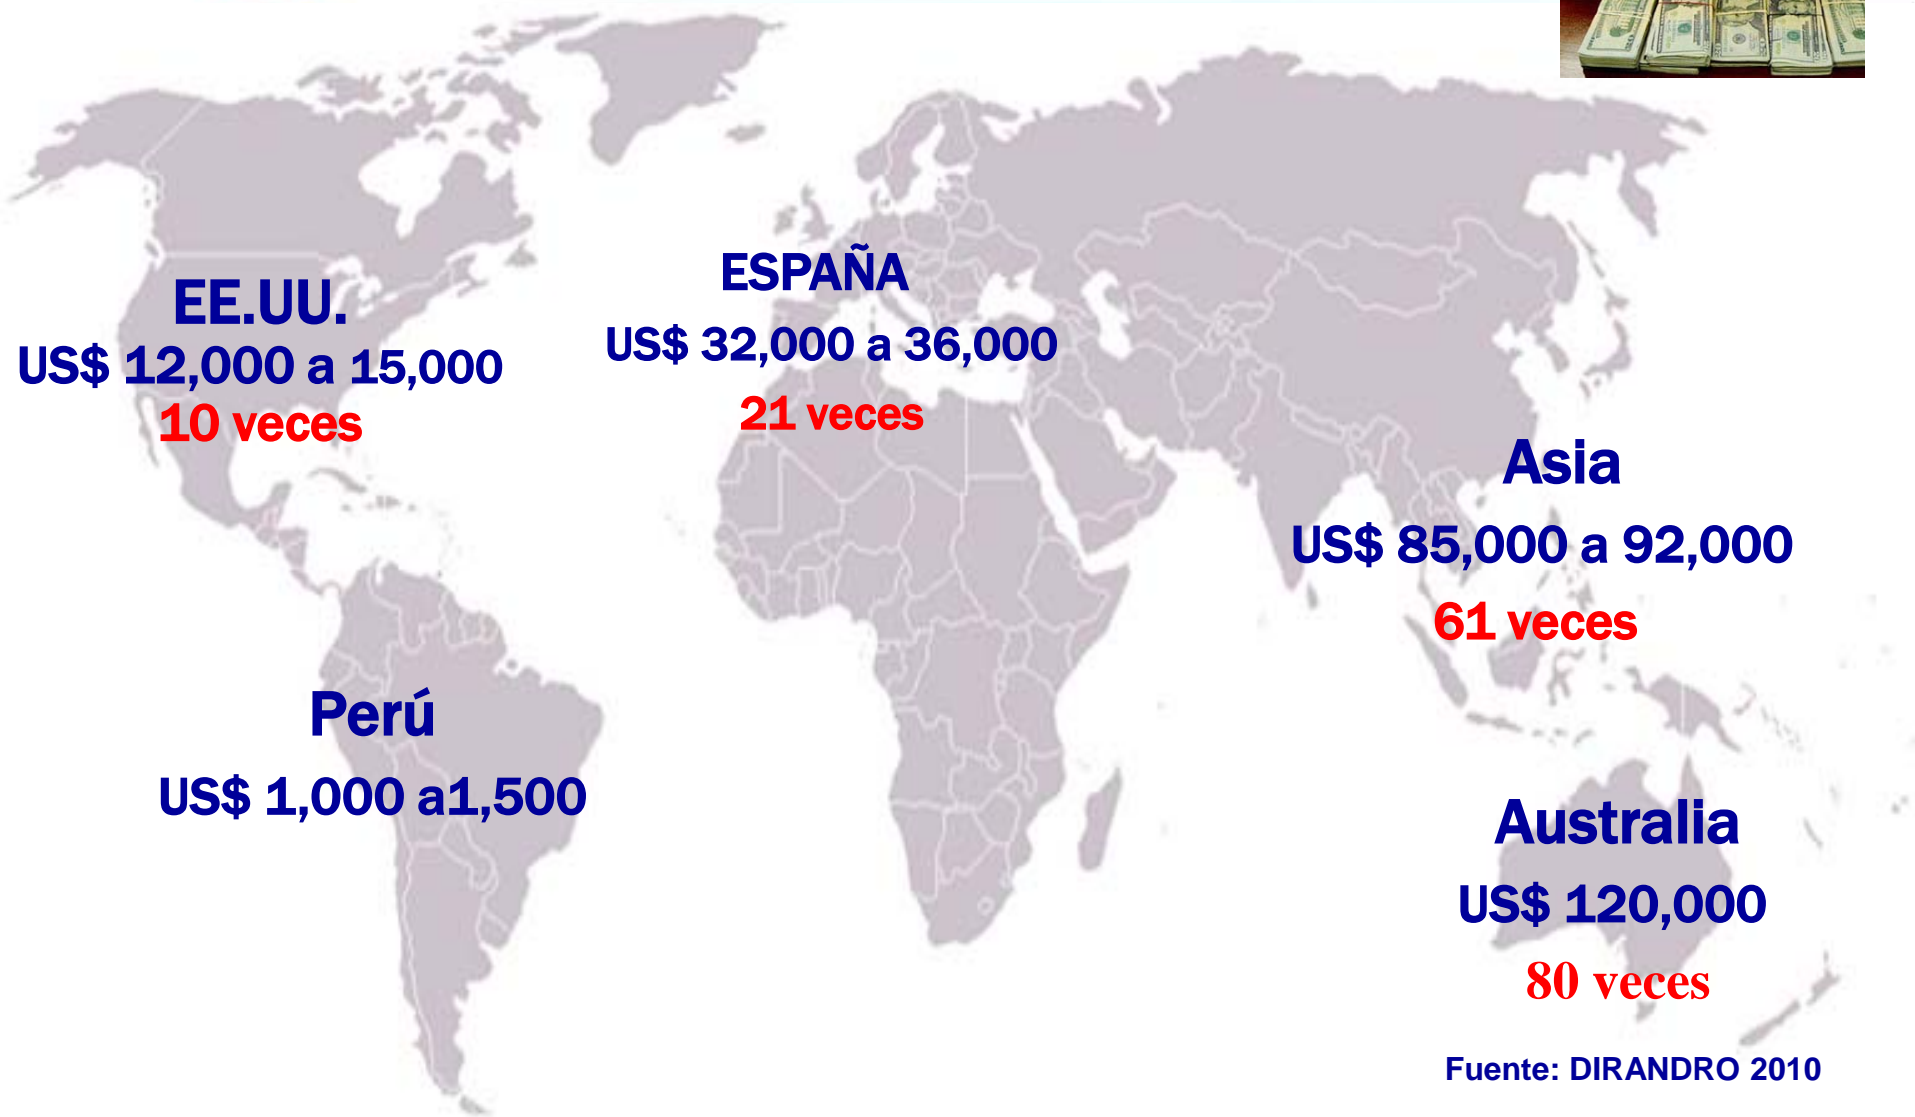 EE.UU.
US$ 12,000 a 15,000
10 veces
ESPAÑA
US$ 32,000 a 36,000
21 veces
Asia
US$ 85,000 a 92,000
61 veces
Perú
US$ 1,000 a1,500
Australia
US$ 120,000
80 veces
Fuente: DIRANDRO 2010